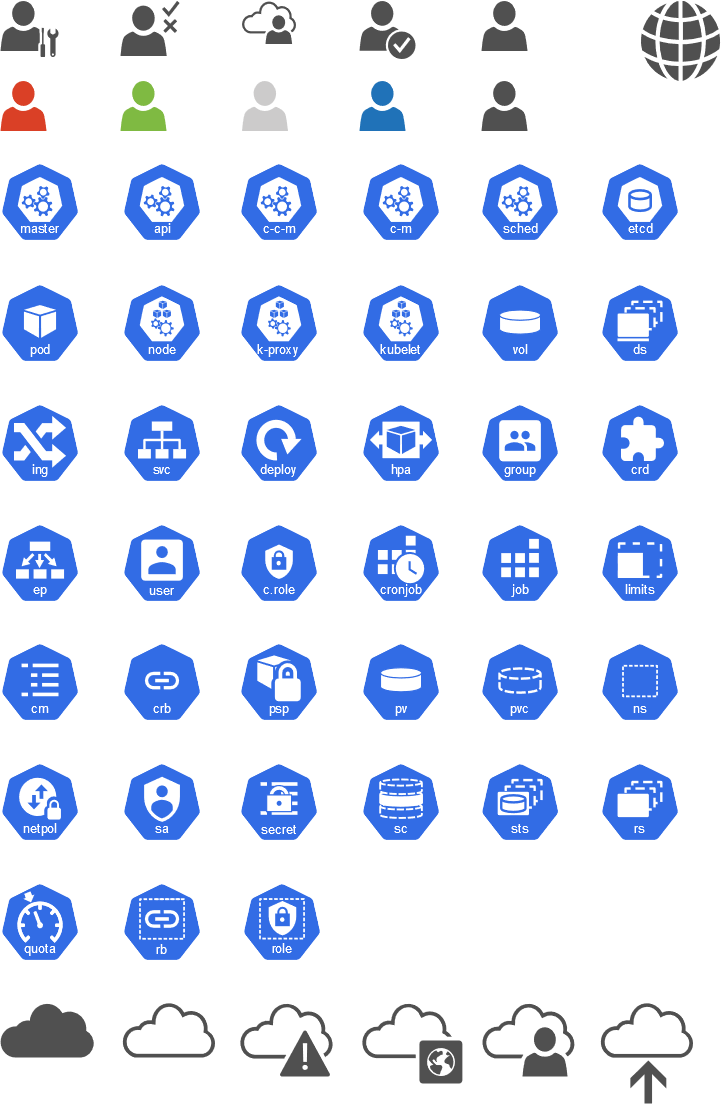 master api c-c-m c-m sched etcd
pod node k-proxy kubelet vol ds
ing svc deploy hpa group crd
ep user c.role cronjob job limits
cm crb psp pv pvc ns
netpol sa secret sc sts rs
quota rb role